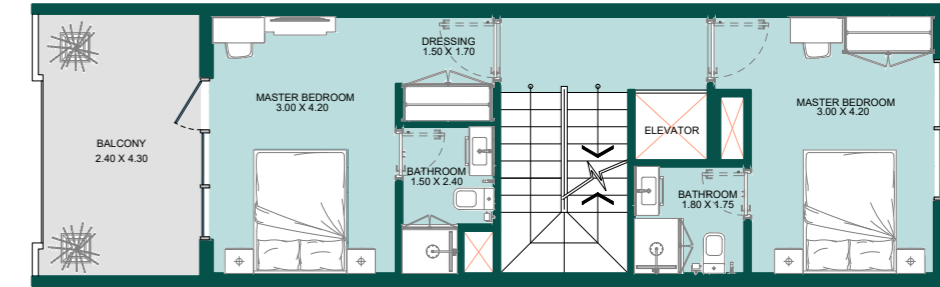 DRESSING
1.50 X 1.70
MASTER BEDROOM
3.00 X 4.20
BALCONY
2.40 X 4.30
BATHROOM
1.50 X 2.40
ELEVATOR
MASTER BEDROOM
3.00 X 4.20
BATHROOM
1.80 X 1.75